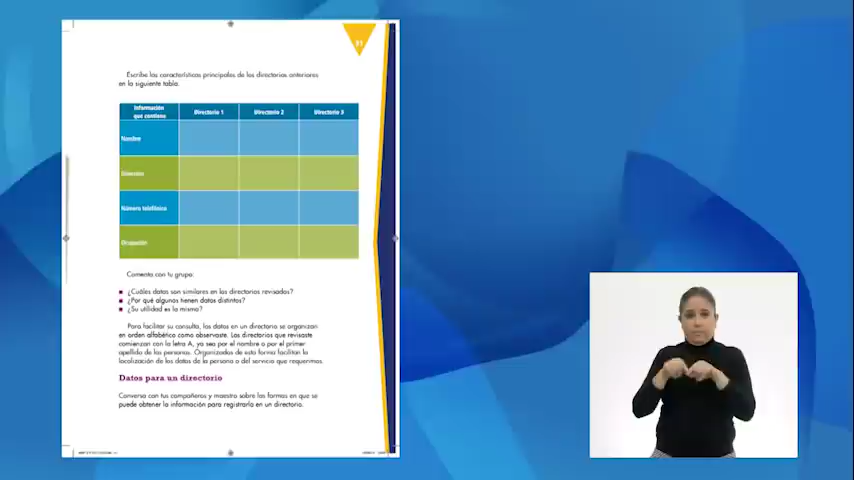 Escribe las características principales de los directorios anteriores
en la siguiente tabla.
Información
que contiene
Directorio 1
Directorio 2
Directorio 3
Nombre
Dirección
Número telefónico
Ocupación
Comenta con tu grupo:
¿Cuáles datos son similares en los directorios revisados?
¿Por qué algunos tienen datos distintos?
¿Su utilidad es la misma?
Para facilitar su consulta, los datos en un directorio se organizan
en orden alfabético como observaste. Los directorios que revisaste
comienzan con la letra A, ya sea por el nombre o por el primer
apellido de las personas. Organizados de esta forma facilitan la
localización de los datos de la persona o del servicio que requerimos.
Datos para un directorio
Conversa con tus compañeros y maestro sobre las formas en que se
puede obtener la información para registrarla en un directorio.